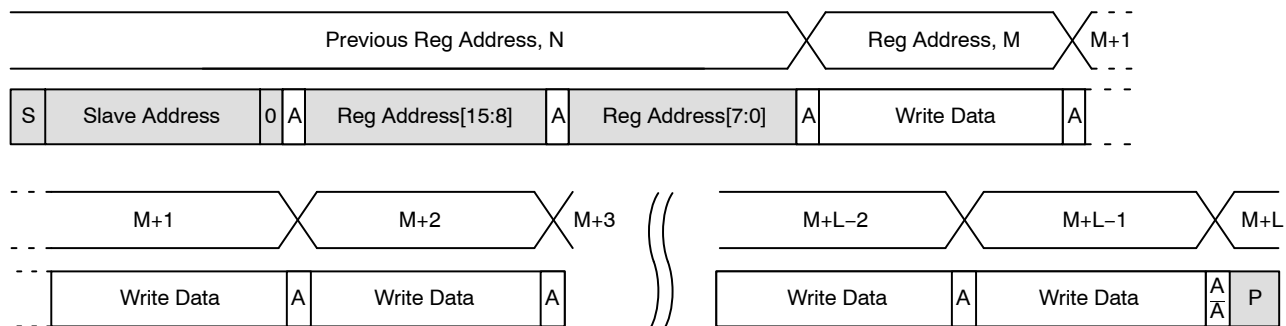 Previous Reg Address, N Reg Address, M M+1
S Slave Address 0 A Reg Address[15:8] A Reg Address[7:0] A Write Data A
M+1 M+2 M+3 M+L−2 M+L−1 M+L
Write Data A Write Data A Write Data A Write Data A/A̅ P